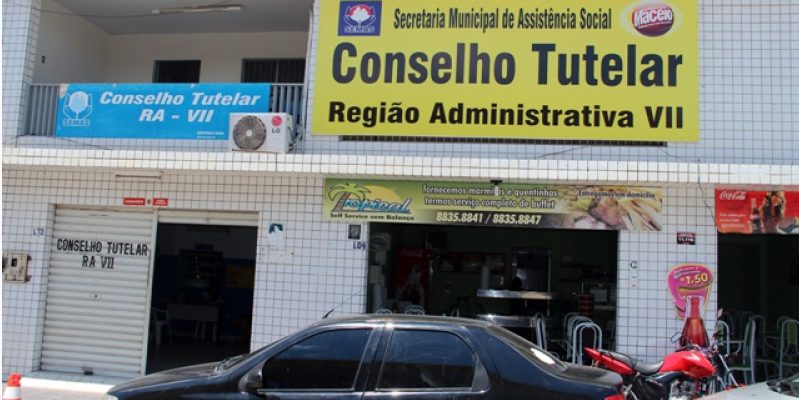 SEMAS
Secretaria Municipal de Assistência Social
Maceió
Conselho Tutelar
Região Administrativa VII
SEMAS
Conselho Tutelar
RA - VII
LG
Tropical
Self Service sem Balança
fornecemos marmitas e quentinhas
temos serviço completo de buffet
8835.8841 / 8835.8847
Entregamos em domicílio
Coca-Cola
CONSELHO TUTELAR
RA VII
R$1,50